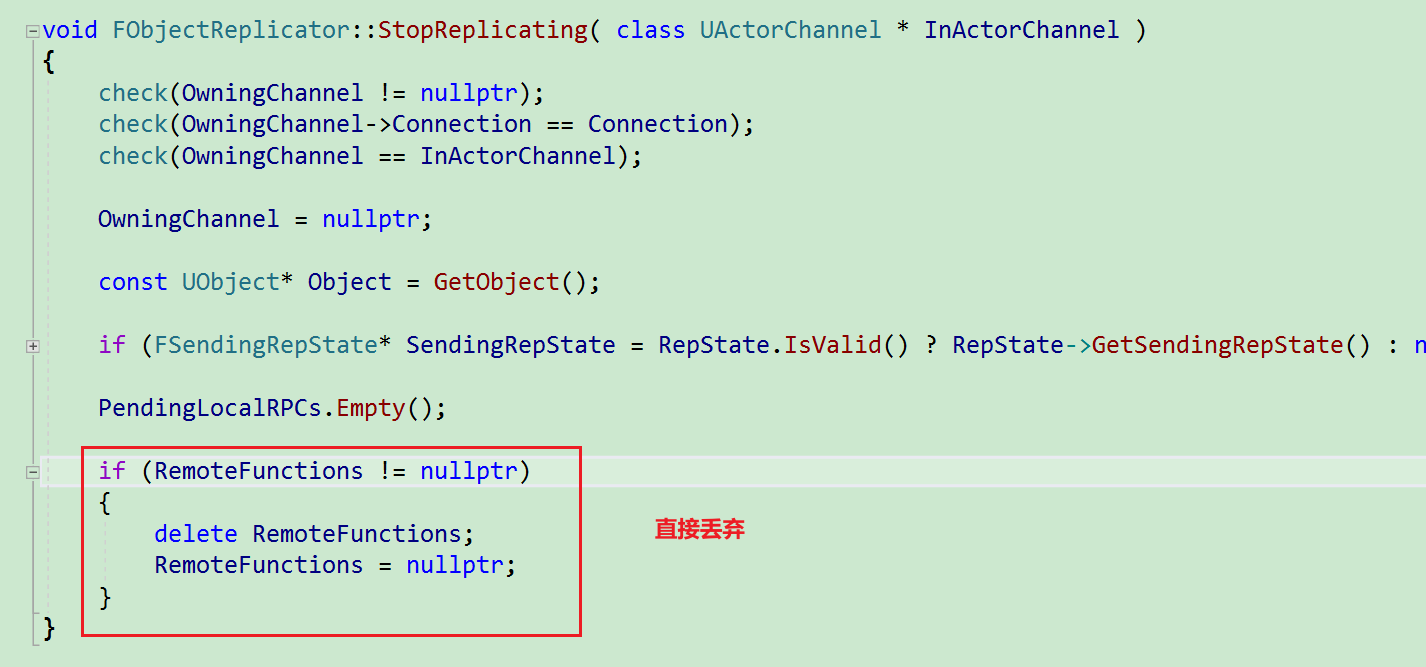 void FObjectReplicator::StopReplicating( class UActorChannel * InActorChannel )
{
check(OwningChannel != nullptr);
check(OwningChannel->Connection == Connection);
check(OwningChannel == InActorChannel);
OwningChannel = nullptr;
const UObject* Object = GetObject();
if (FSendingRepState* SendingRepState = RepState.IsValid() ? RepState->GetSendingRepState() : n
PendingLocalRPCs.Empty();
if (RemoteFunctions != nullptr)
{
delete RemoteFunctions;
直接丢弃
RemoteFunctions = nullptr;
}
}